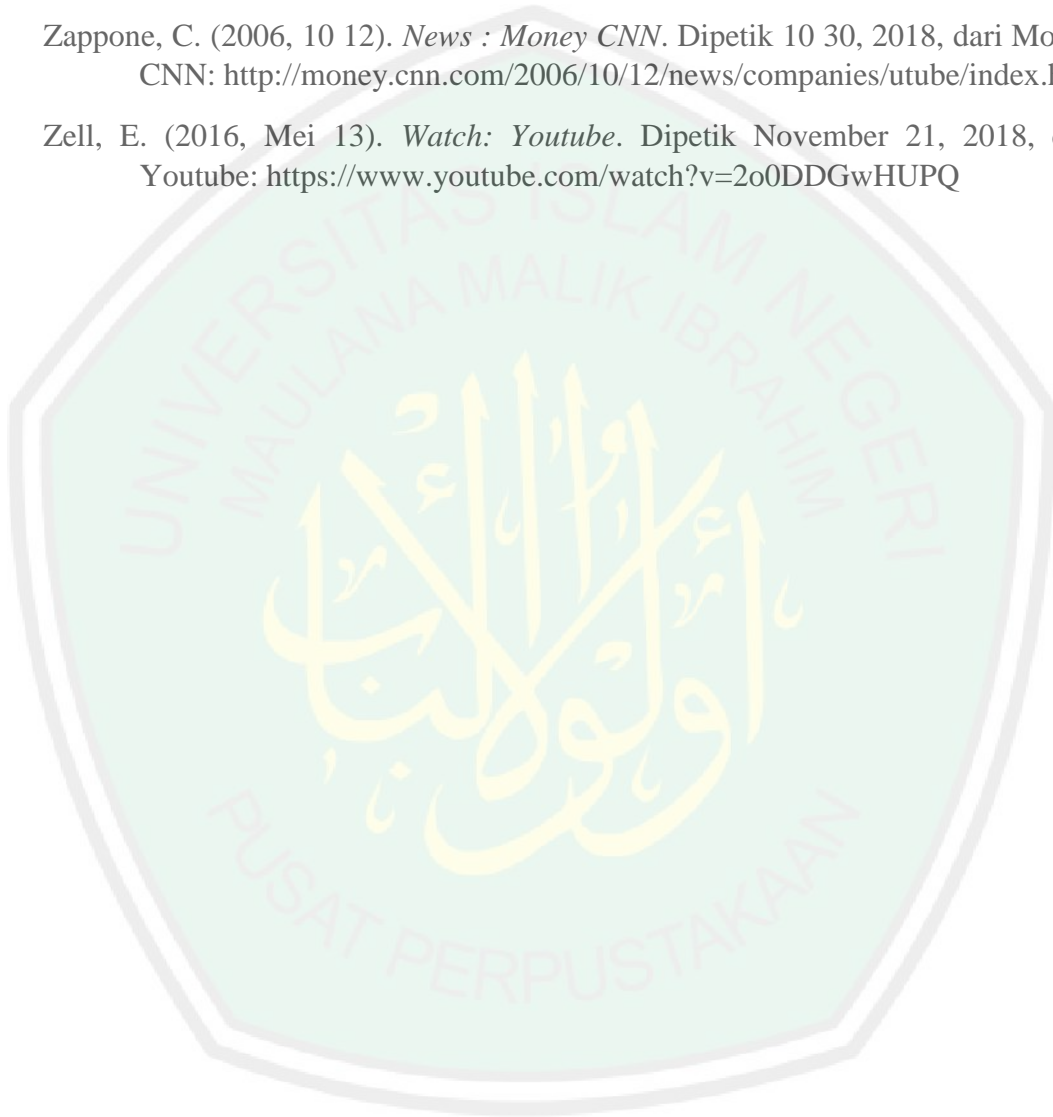 Zappone, C. (2006, 10 12). News : Money CNN. Dipetik 10 30, 2018, dari
CNN: http://money.cnn.com/2006/10/12/news/companies/utube/
Zell, E. (2016, Mei 13). Watch: Youtube. Dipetik November 21, 2018,
Youtube: https://www.youtube.com/watch?v=2o0DDGwHUPQ
UNIVERSITAS ISLAM NEGERI
MAULANA MALIK IBRAHIM
أولوا الألباب
PUSAT PERPUSTAKAAN